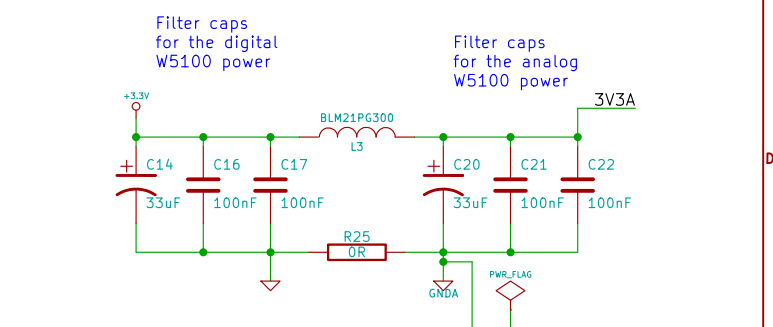 Filter caps
for the digital
W5100 power
Filter caps
for the analog
W5100 power
+3.3V
3V3A
BLM21PG300
L3
C14
C16
C17
C20
C21
C22
33uF
100nF
100nF
33uF
100nF
100nF
R25
0R
GNDA
PWR_FLAG
D